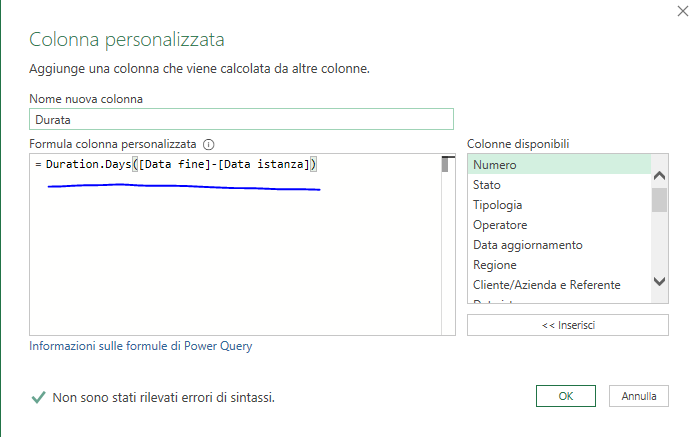 Colonna personalizzata
Aggiunge una colonna che viene calcolata da altre colonne.
Nome nuova colonna
Durata
Formula colonna personalizzata
Colonne disponibili
= Duration.Days([Data fine]-[Data istanza])
Numero
Stato
Tipologia
Operatore
Data aggiornamento
Regione
Cliente/Azienda e Referente
<< Inserisci
Informazioni sulle formule di Power Query
Non sono stati rilevati errori di sintassi.
OK
Annulla